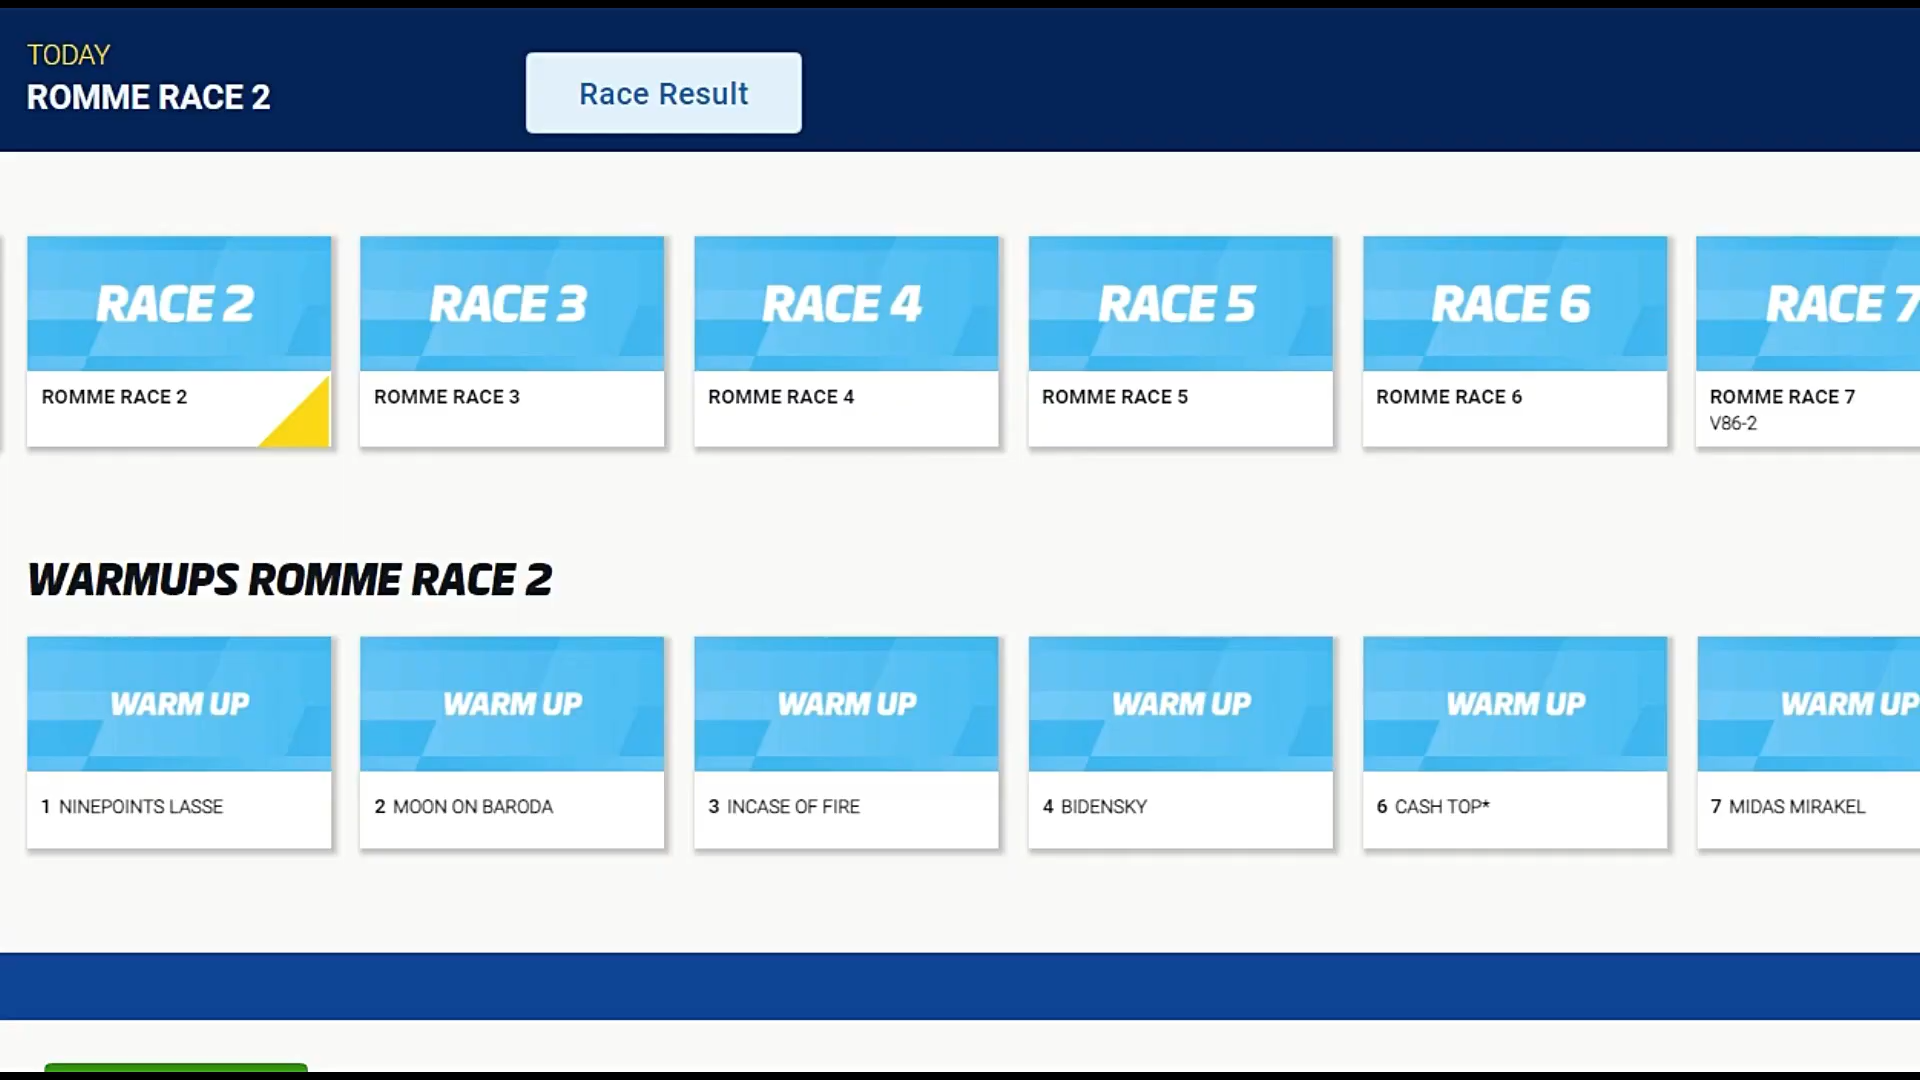 TODAY
ROMME RACE 2
Race Result
RACE 2
RACE 3
RACE 4
RACE 5
RACE 6
RACE 7
ROMME RACE 2
ROMME RACE 3
ROMME RACE 4
ROMME RACE 5
ROMME RACE 6
ROMME RACE 7
V86-2
WARMUPS ROMME RACE 2
WARM UP
WARM UP
WARM UP
WARM UP
WARM UP
WARM UP
1 NINEPOINTS LASSE
2 MOON ON BARODA
3 INCASE OF FIRE
4 BIDENSKY
6 CASH TOP*
7 MIDAS MIRAKEL